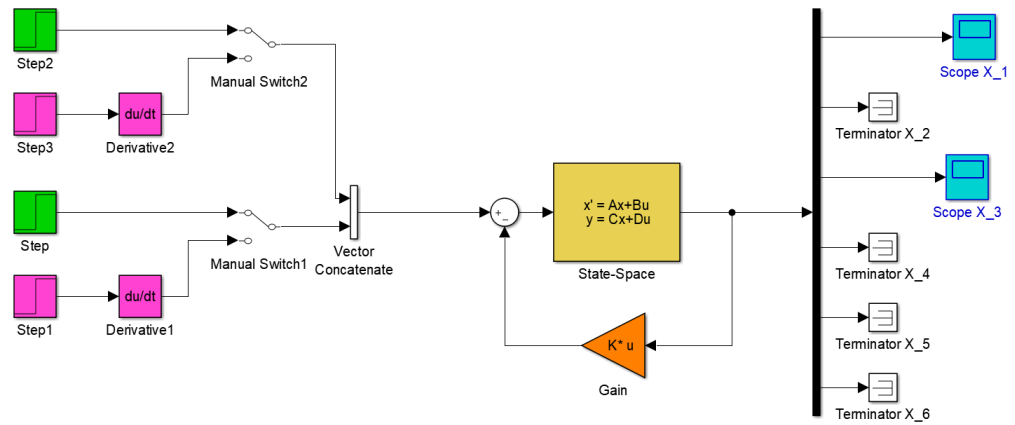 Step2
Manual Switch2
Step3
du/dt
Derivative2
Step
Manual Switch1
Step1
du/dt
Derivative1
Vector
Concatenate
+
−
x' = Ax+Bu
y = Cx+Du
State-Space
K* u
Gain
Scope X_1
Terminator X_2
Scope X_3
Terminator X_4
Terminator X_5
Terminator X_6